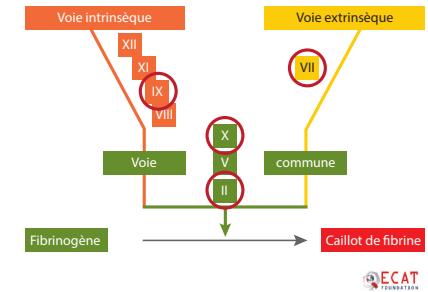 Voie intrinsèque
Voie extrinsèque
XII
XI
IX
VIII
VII
X
V
II
Voie
commune
Fibrinogène
Caillot de fibrine
ECAT
FOUNDATION